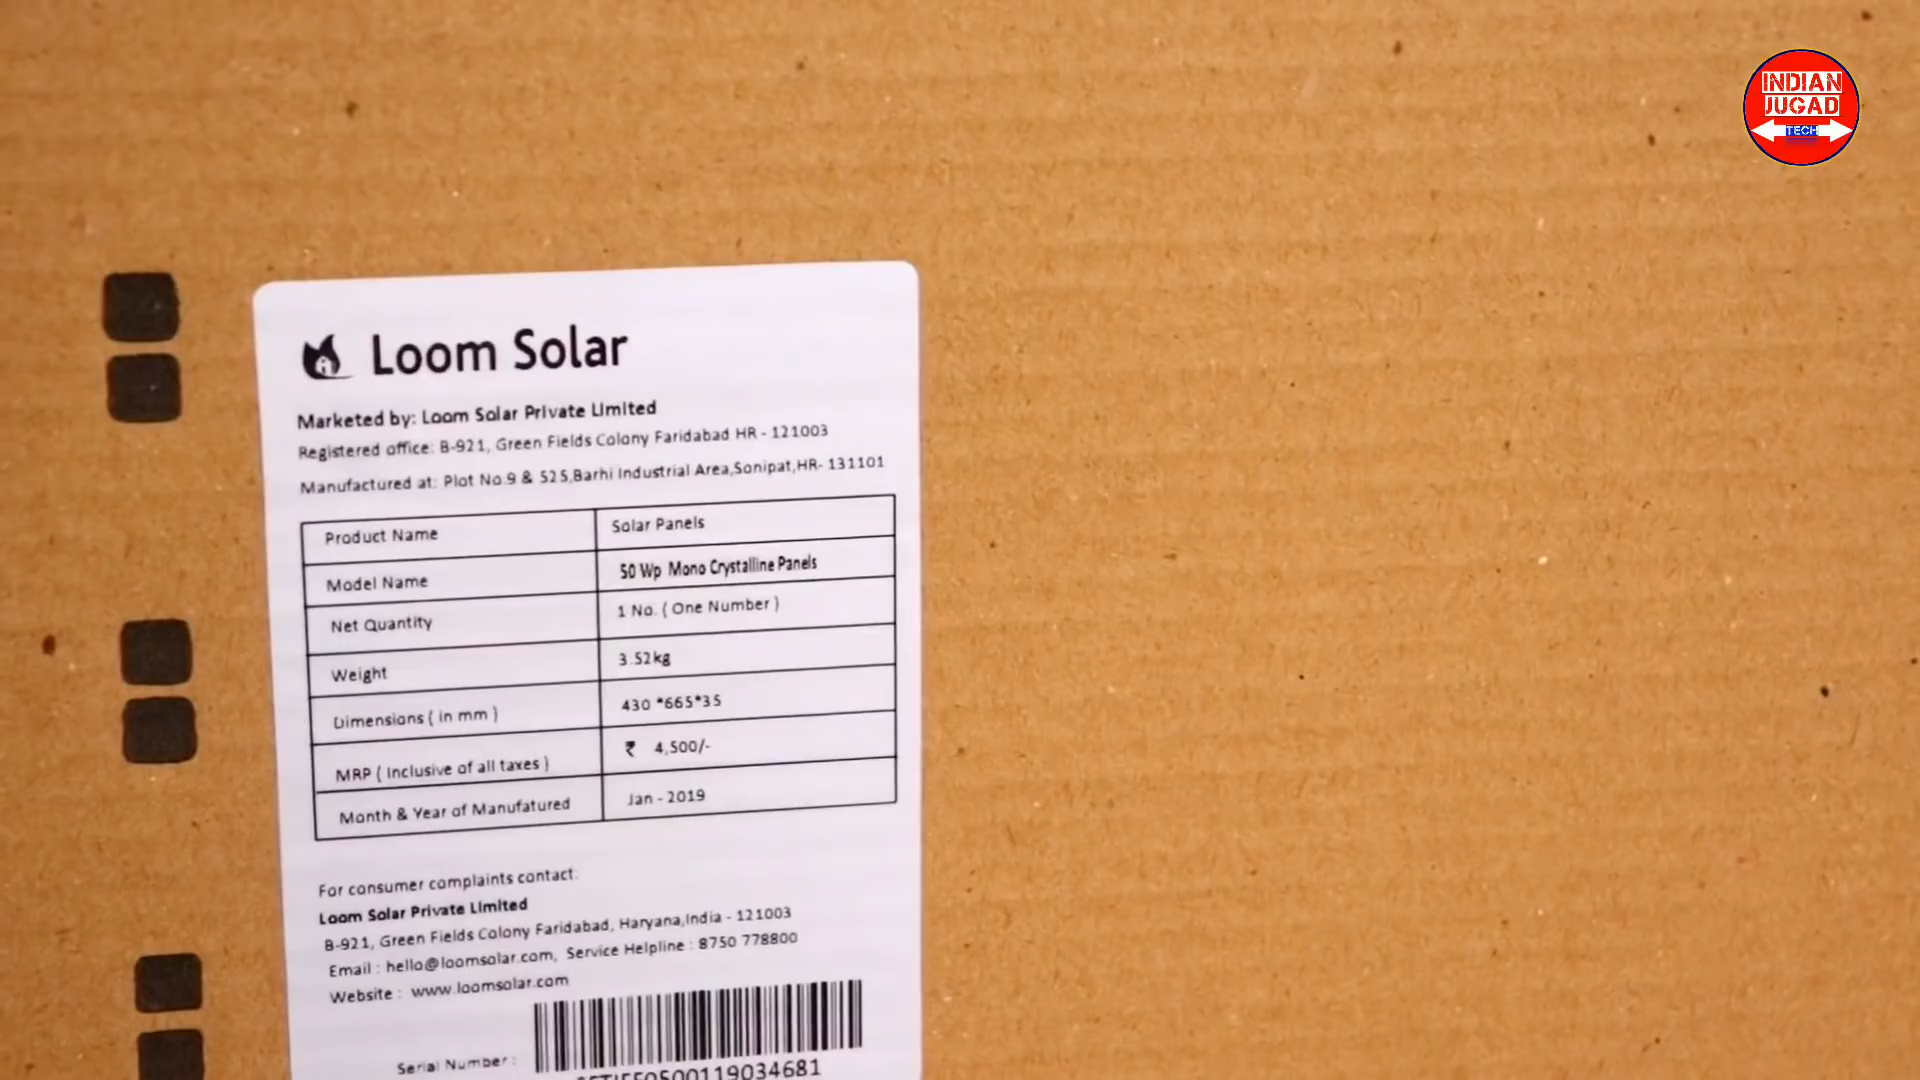 INDIAN
JUGAD
TECH
Loom Solar
Marketed by: Loom Solar Private Limited
Registered office: B-921, Green Fields Colony Faridabad HR - 121003
Manufactured at: Plot No.9 & 525,Barhi Industrial Area,Sonipat,HR- 131101
Product Name Solar Panels
Model Name 50 Wp Mono Crystalline Panels
Net Quantity 1 No. ( One Number )
Weight 3.52kg
Dimensions ( in mm ) 430 *665*35
MRP ( Inclusive of all taxes ) ₹ 4,500/-
Month & Year of Manufatured Jan - 2019
For consumer complaints contact:
Loom Solar Private Limited
B-921, Green Fields Colony Faridabad, Haryana,India - 121003
Email : hello@loomsolar.com, Service Helpline : 8750 778800
Website : www.loomsolar.com
Serial Number :